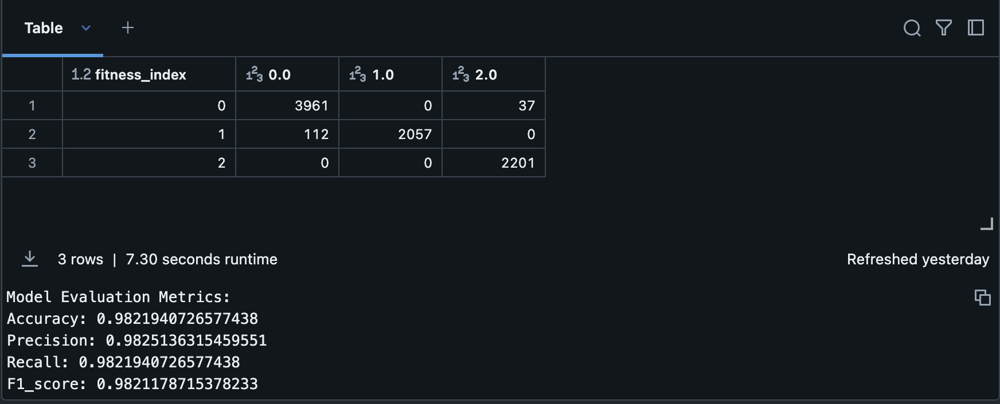 Table
1.2 fitness_index 123 0.0 123 1.0 123 2.0
1 0 3961 0 37
2 1 112 2057 0
3 2 0 0 2201
3 rows | 7.30 seconds runtime Refreshed yesterday
Model Evaluation Metrics:
Accuracy: 0.9821940726577438
Precision: 0.9825136315459551
Recall: 0.9821940726577438
F1_score: 0.9821178715378233